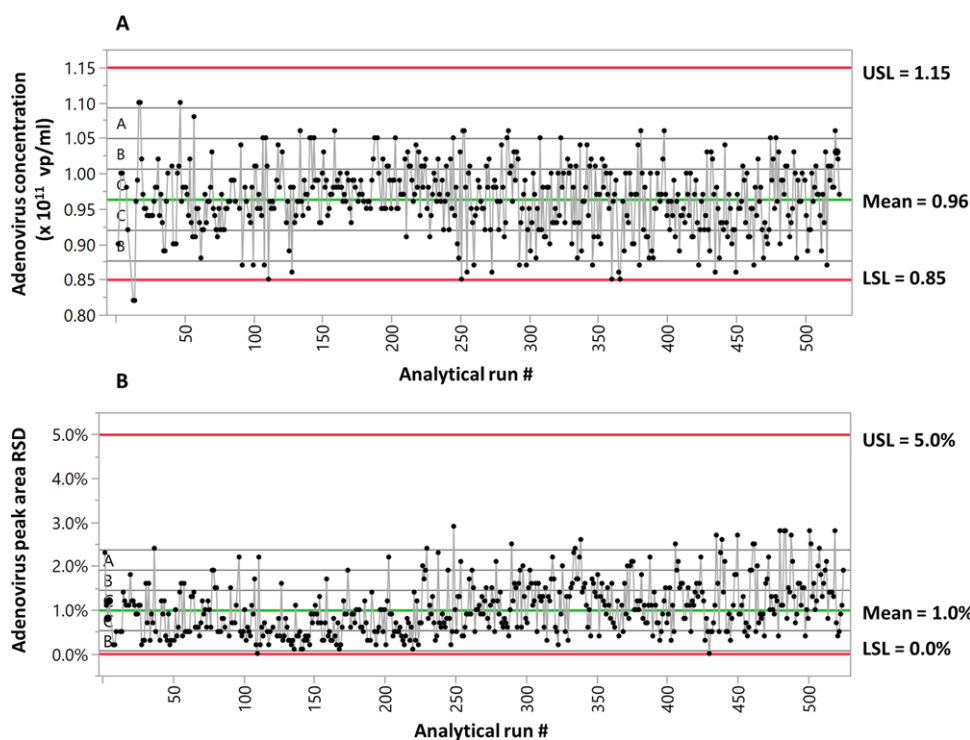 A
Adenovirus concentration
(x 10¹¹ vp/ml)
1.15
1.10
1.05
1.00
0.95
0.90
0.85
0.80
A
B
C
C
B
USL = 1.15
Mean = 0.96
LSL = 0.85
50
100
150
200
250
300
350
400
450
500
Analytical run #
B
Adenovirus peak area RSD
5.0%
4.0%
3.0%
2.0%
1.0%
0.0%
A
B
C
C
B
USL = 5.0%
Mean = 1.0%
LSL = 0.0%
50
100
150
200
250
300
350
400
450
500
Analytical run #